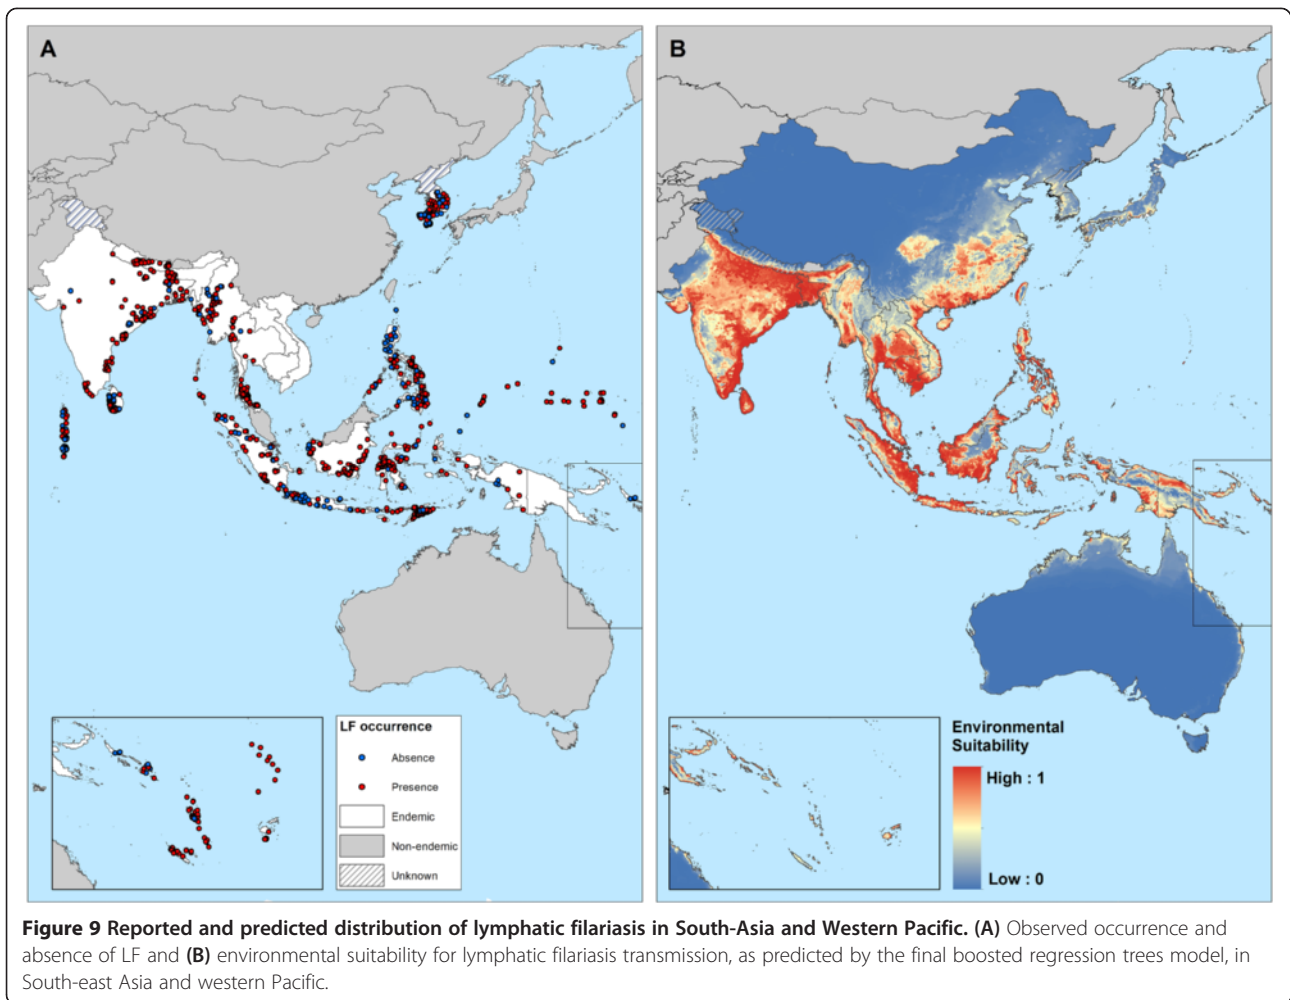 A
LF occurrence
Absence
Presence
Endemic
Non-endemic
Unknown
B
Environmental
Suitability
High : 1
Low : 0
Figure 9 Reported and predicted distribution of lymphatic filariasis in South-Asia and Western Pacific. (A) Observed occurrence and
absence of LF and (B) environmental suitability for lymphatic filariasis transmission, as predicted by the final boosted regression trees model, in
South-east Asia and western Pacific.